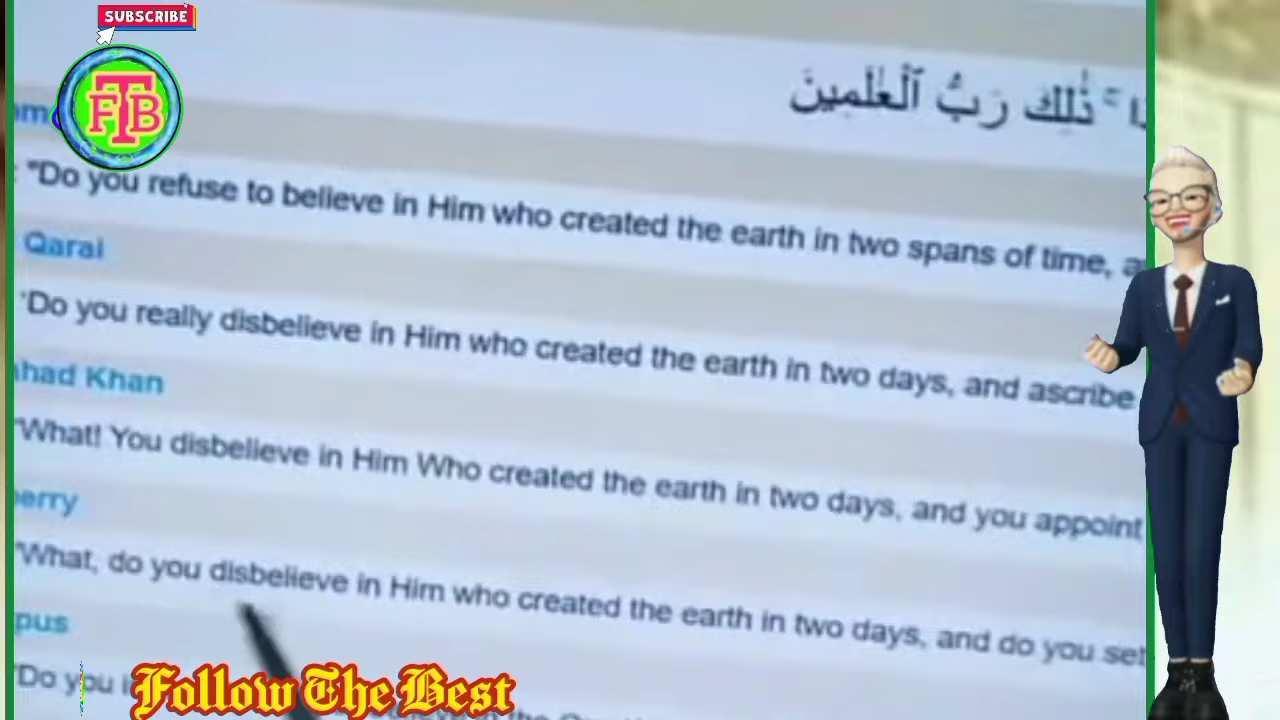 SUBSCRIBE
FTB
ذَٰلِكَ رَبُّ ٱلْعَٰلَمِينَ
"Do you refuse to believe in Him who created the earth in two spans of time,
Qarai
'Do you really disbelieve in Him who created the earth in two days, and ascribe
Khan
'What! You disbelieve in Him Who created the earth in two days, and you appoint
'What, do you disbelieve in Him who created the earth in two days, and do you set
"Do you
Follow The Best